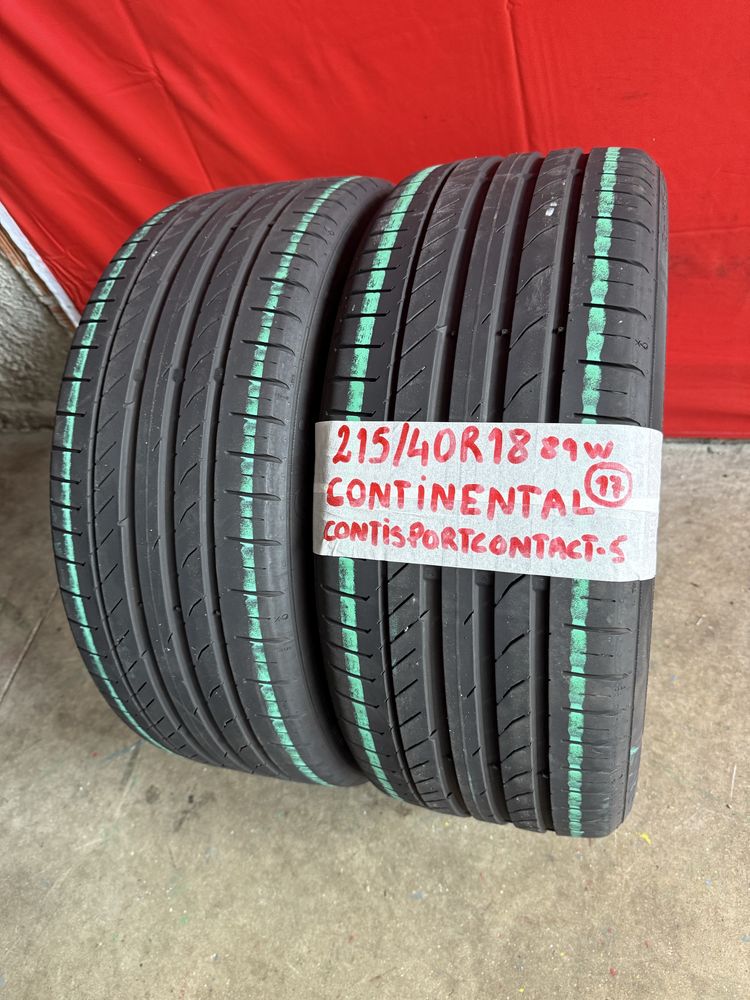 215/40R18 89W
CONTINENTAL 17
CONTISPORTCONTACT-5